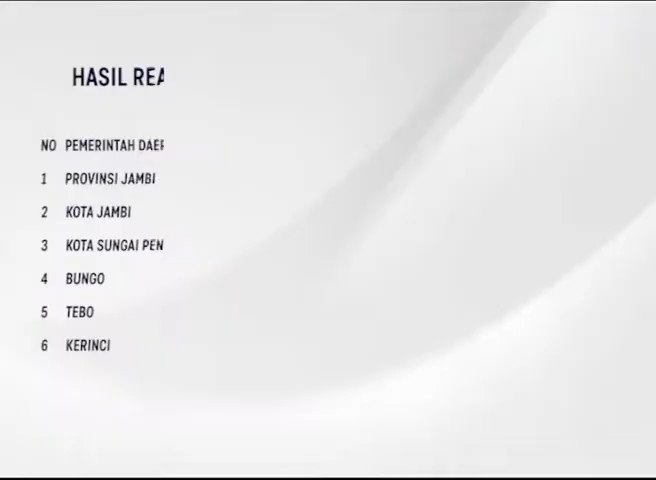 HASIL REA
NO PEMERINTAH DAER
1 PROVINSI JAMBI
2 KOTA JAMBI
3 KOTA SUNGAI PEN
4 BUNGO
5 TEBO
6 KERINCI